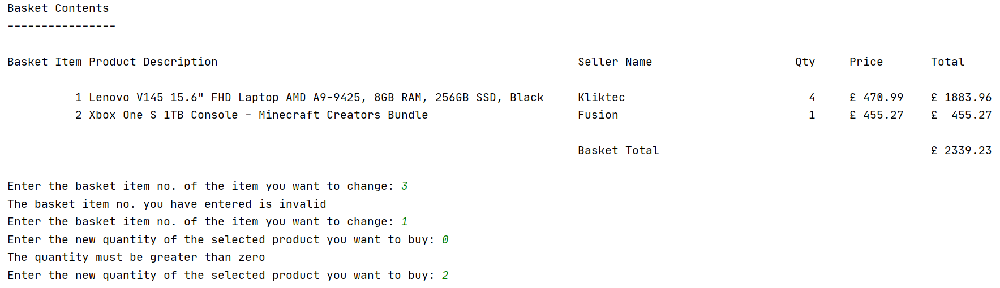 Basket Contents
----------------
Basket Item Product Description Seller Name Qty Price Total
1 Lenovo V145 15.6" FHD Laptop AMD A9-9425, 8GB RAM, 256GB SSD, Black Kliktec 4 £ 470.99 £ 1883.96
2 Xbox One S 1TB Console - Minecraft Creators Bundle Fusion 1 £ 455.27 £ 455.27
Basket Total £ 2339.23
Enter the basket item no. of the item you want to change: 3
The basket item no. you have entered is invalid
Enter the basket item no. of the item you want to change: 1
Enter the new quantity of the selected product you want to buy: 0
The quantity must be greater than zero
Enter the new quantity of the selected product you want to buy: 2